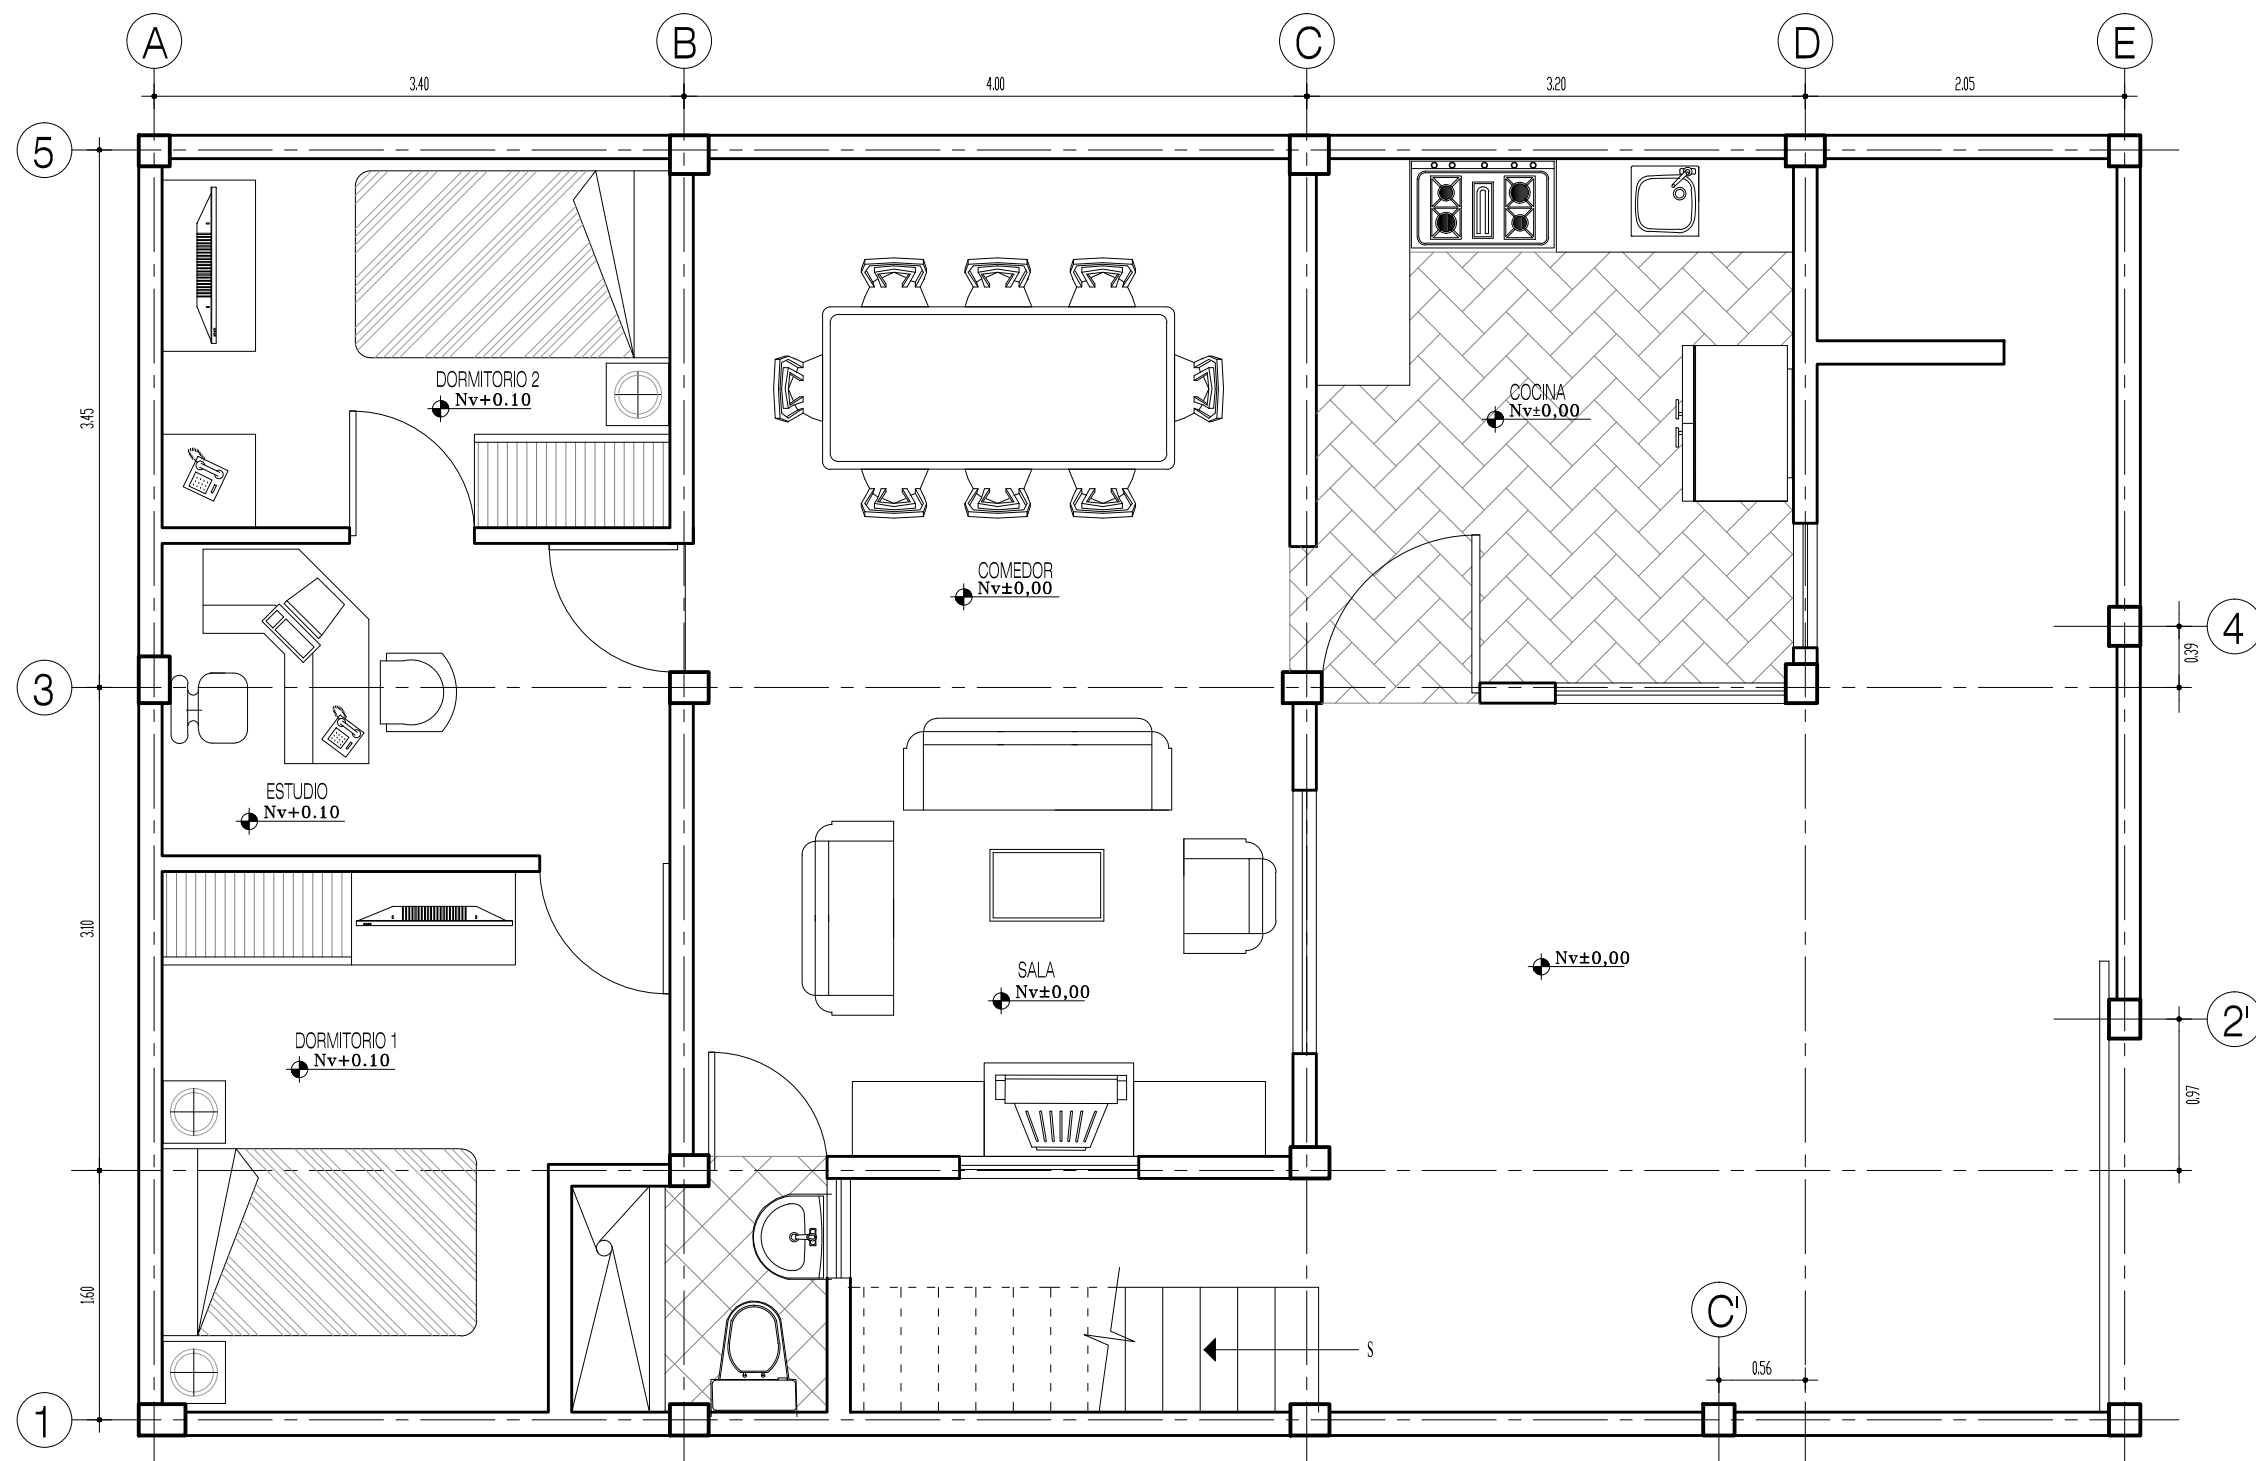 A
B
C
D
E
3.40
4.00
3.20
2.05
5
DORMITORIO 2
Nv+0.10
COCINA
Nv±0,00
3.45
COMEDOR
Nv±0,00
4
0.39
3
ESTUDIO
Nv+0.10
3.10
SALA
Nv±0,00
Nv±0,00
2'
DORMITORIO 1
Nv+0.10
0.97
1.60
C'
S
0.56
1